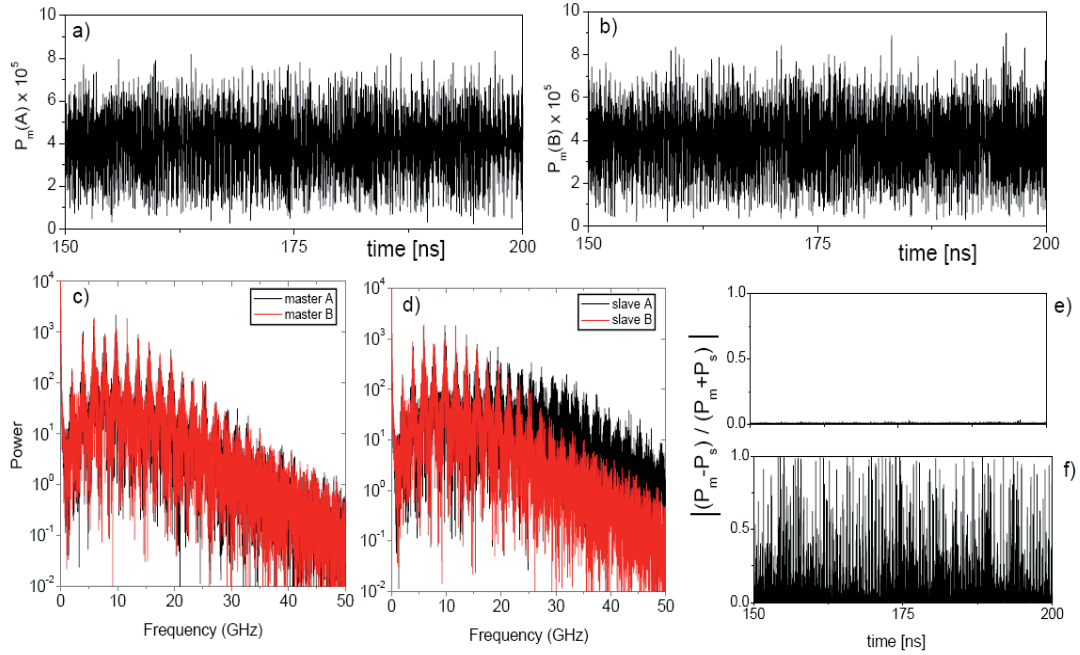 a)
P_m(A) x 10^5
10
8
6
4
2
0
150
175
200
time [ns]
b)
P_m(B) x 10^5
10
8
6
4
2
0
150
175
200
time [ns]
c)
master A
master B
Power
10^4
10^3
10^2
10^1
10^0
10^-1
10^-2
0
10
20
30
40
50
Frequency (GHz)
d)
slave A
slave B
10^4
10^3
10^2
10^1
10^0
10^-1
10^-2
0
10
20
30
40
50
Frequency (GHz)
e)
1.0
0.5
0.0
|(P_m-P_s) / (P_m+P_s)|
f)
1.0
0.5
0.0
150
175
200
time [ns]